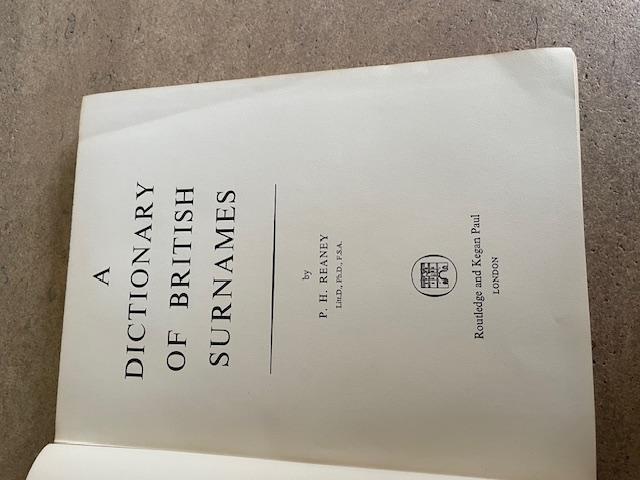 A
DICTIONARY
OF BRITISH
SURNAMES
by
P. H. REANEY
Litt.D., Ph.D., F.S.A.
Routledge and Kegan Paul
LONDON